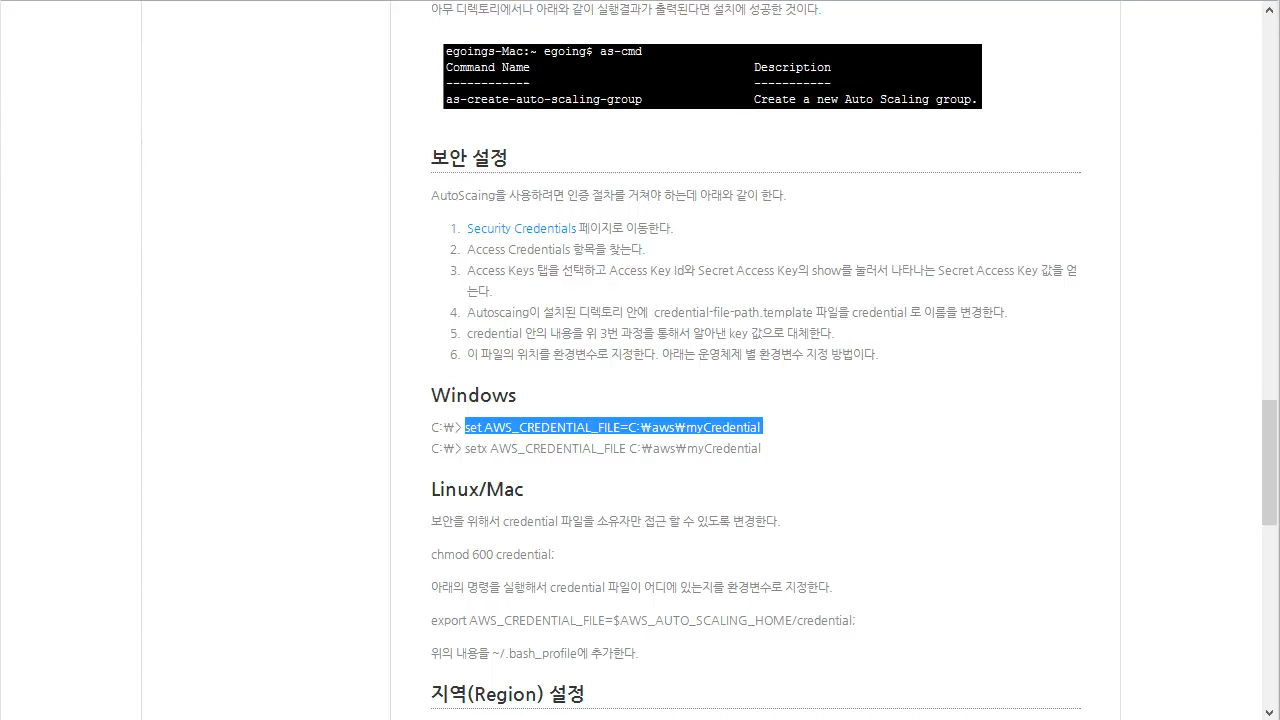 아무 디렉토리에서나 아래와 같이 실행결과가 출력된다면 설치에 성공한 것이다.
egoings-Mac:~ egoing$ as-cmd
Command Name Description
------------ -----------
as-create-auto-scaling-group Create a new Auto Scaling group.
보안 설정
AutoScaing을 사용하려면 인증 절차를 거쳐야 하는데 아래와 같이 한다.
1. Security Credentials 페이지로 이동한다.
2. Access Credentials 항목을 찾는다.
3. Access Keys 탭을 선택하고 Access Key Id와 Secret Access Key의 show를 눌러서 나타나는 Secret Access Key 값을 얻
는다.
4. Autoscaing이 설치된 디렉토리 안에 credential-file-path.template 파일을 credential 로 이름을 변경한다.
5. credential 안의 내용을 위 3번 과정을 통해서 알아낸 key 값으로 대체한다.
6. 이 파일의 위치를 환경변수로 지정한다. 아래는 운영체제 별 환경변수 지정 방법이다.
Windows
C:₩> set AWS_CREDENTIAL_FILE=C:₩aws₩myCredential
C:₩> setx AWS_CREDENTIAL_FILE C:₩aws₩myCredential
Linux/Mac
보안을 위해서 credential 파일을 소유자만 접근 할 수 있도록 변경한다.
chmod 600 credential;
아래의 명령을 실행해서 credential 파일이 어디에 있는지를 환경변수로 지정한다.
export AWS_CREDENTIAL_FILE=$AWS_AUTO_SCALING_HOME/credential;
위의 내용을 ~/.bash_profile에 추가한다.
지역(Region) 설정